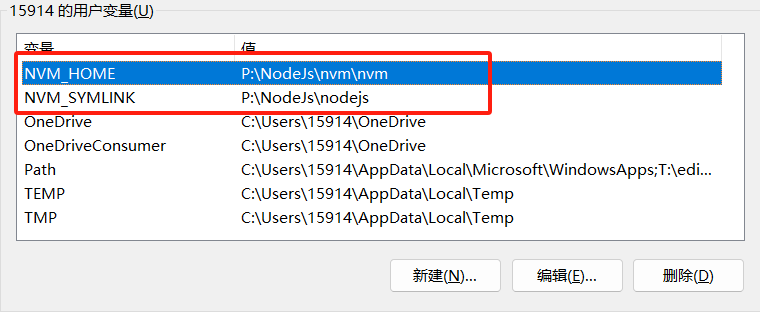 15914 的用户变量(U)
变量 值
NVM_HOME P:\NodeJs\nvm\nvm
NVM_SYMLINK P:\NodeJs\nodejs
OneDrive C:\Users\15914\OneDrive
OneDriveConsumer C:\Users\15914\OneDrive
Path C:\Users\15914\AppData\Local\Microsoft\WindowsApps;T:\edi...
TEMP C:\Users\15914\AppData\Local\Temp
TMP C:\Users\15914\AppData\Local\Temp
新建(N)... 编辑(E)... 删除(D)